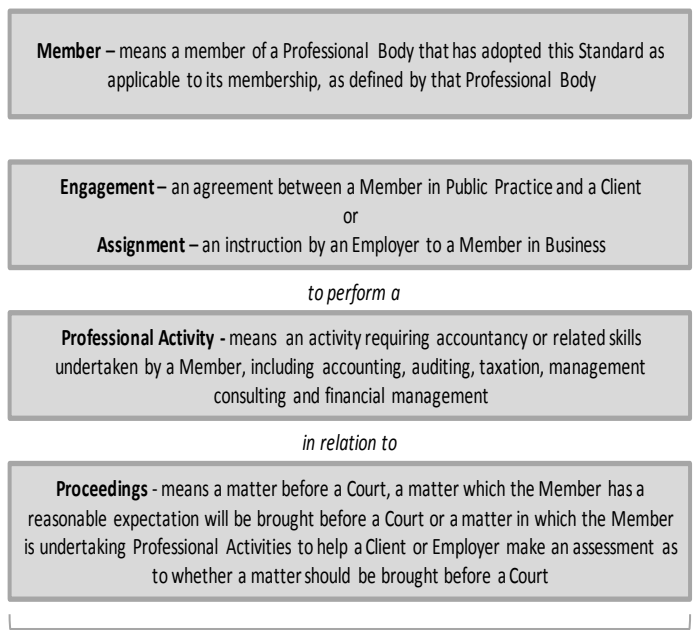 Member – means a member of a Professional Body that has adopted this Standard as
applicable to its membership, as defined by that Professional Body
Engagement – an agreement between a Member in Public Practice and a Client
or
Assignment – an instruction by an Employer to a Member in Business
to perform a
Professional Activity - means an activity requiring accountancy or related skills
undertaken by a Member, including accounting, auditing, taxation, management
consulting and financial management
in relation to
Proceedings - means a matter before a Court, a matter which the Member has a
reasonable expectation will be brought before a Court or a matter in which the Member
is undertaking Professional Activities to help a Client or Employer make an assessment as
to whether a matter should be brought before a Court